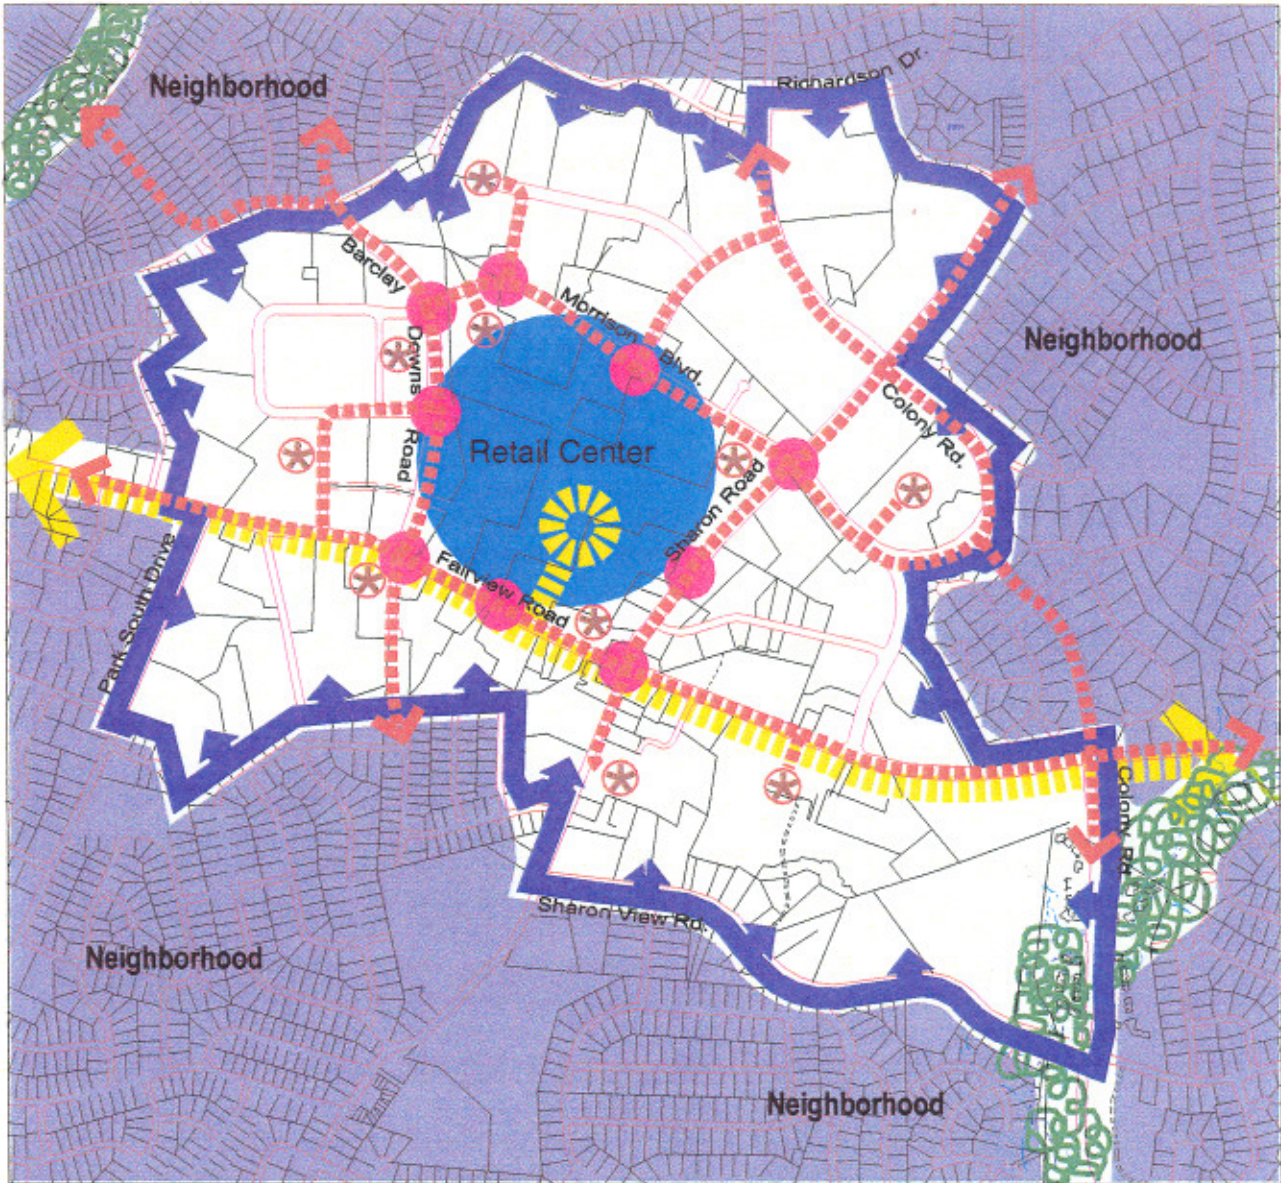 Neighborhood
Richardson Dr.
Barclay
Downs
Road
Morrison
Blvd.
Neighborhood
Colony Rd.
Retail Center
Sharon Road
Fairview Road
Park South Drive
Colony Rd
Sharon View Rd.
Neighborhood
Neighborhood